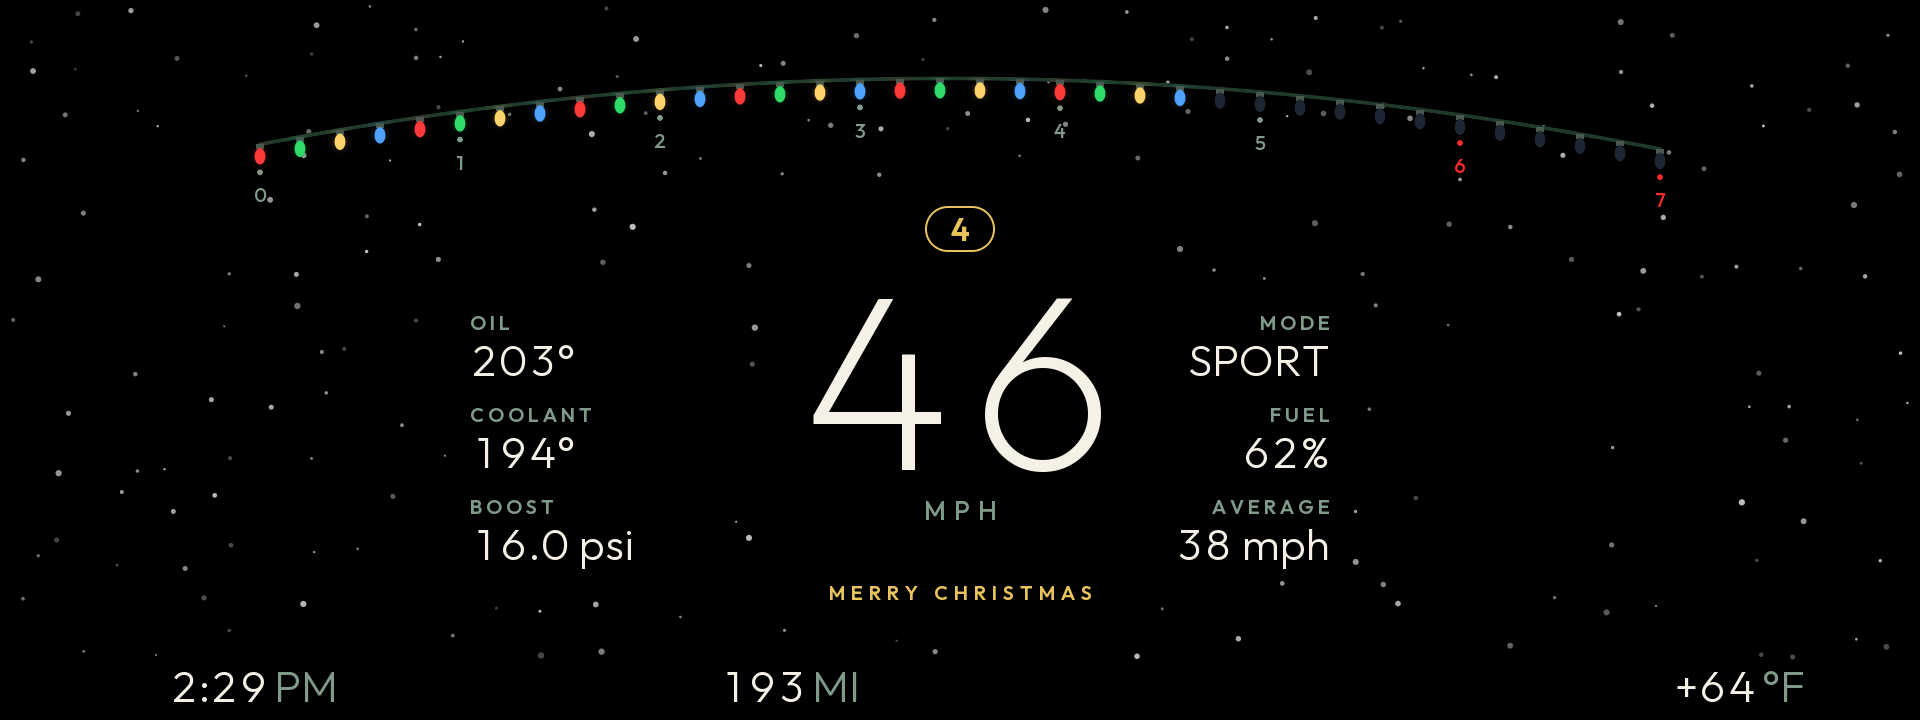 0 1 2 3 4 5 6 7
4
46
MPH
OIL
203°
COOLANT
194°
BOOST
16.0 psi
MODE
SPORT
FUEL
62%
AVERAGE
38 mph
MERRY CHRISTMAS
2:29 PM
193 MI
+64 °F